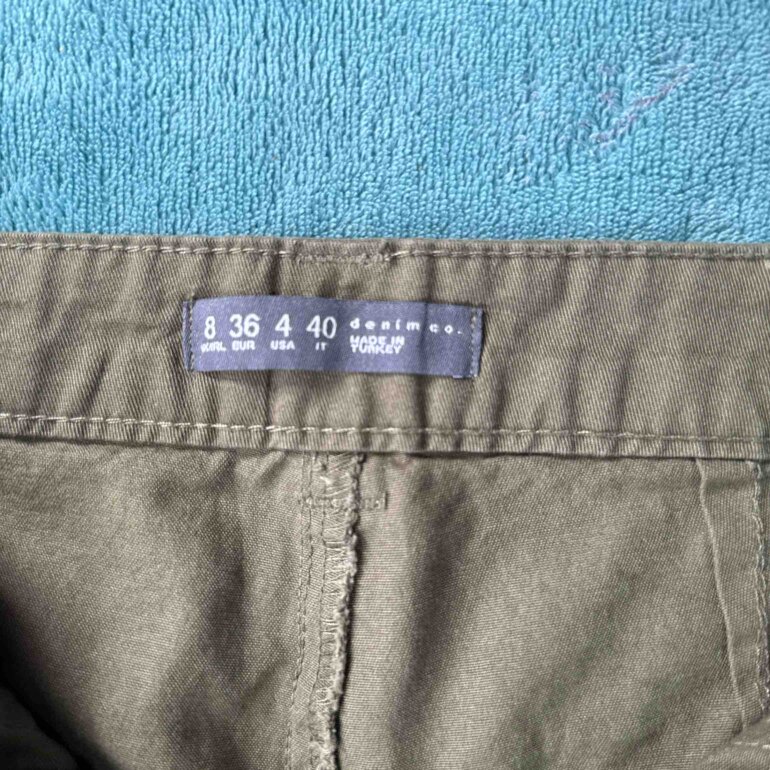 8 36 4 40 denim co.
UK/IRL EUR USA IT MADE IN
TURKEY